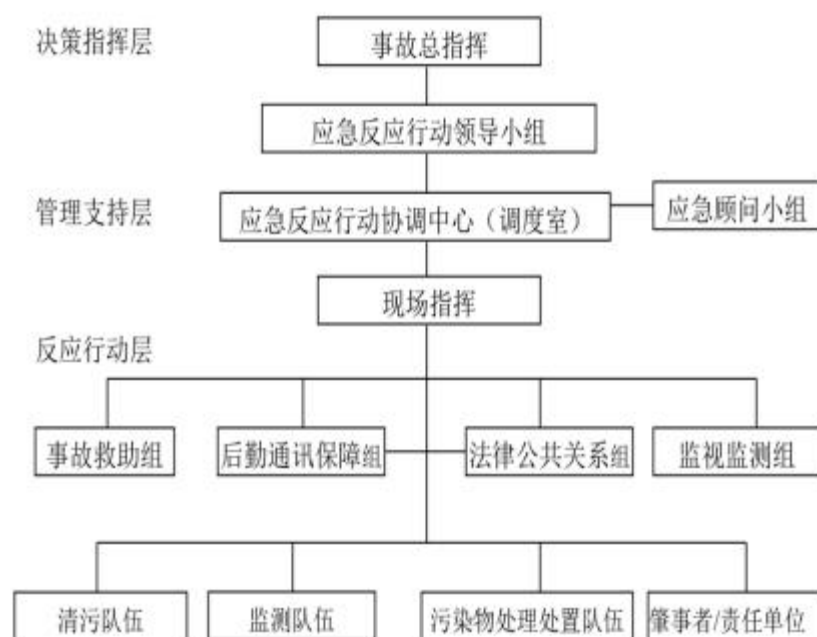 决策指挥层
事故总指挥
应急反应行动领导小组
管理支持层
应急反应行动协调中心（调度室）
应急顾问小组
现场指挥
反应行动层
事故救助组
后勤通讯保障组
法律公共关系组
监视监测组
清污队伍
监测队伍
污染物处理处置队伍
肇事者/责任单位